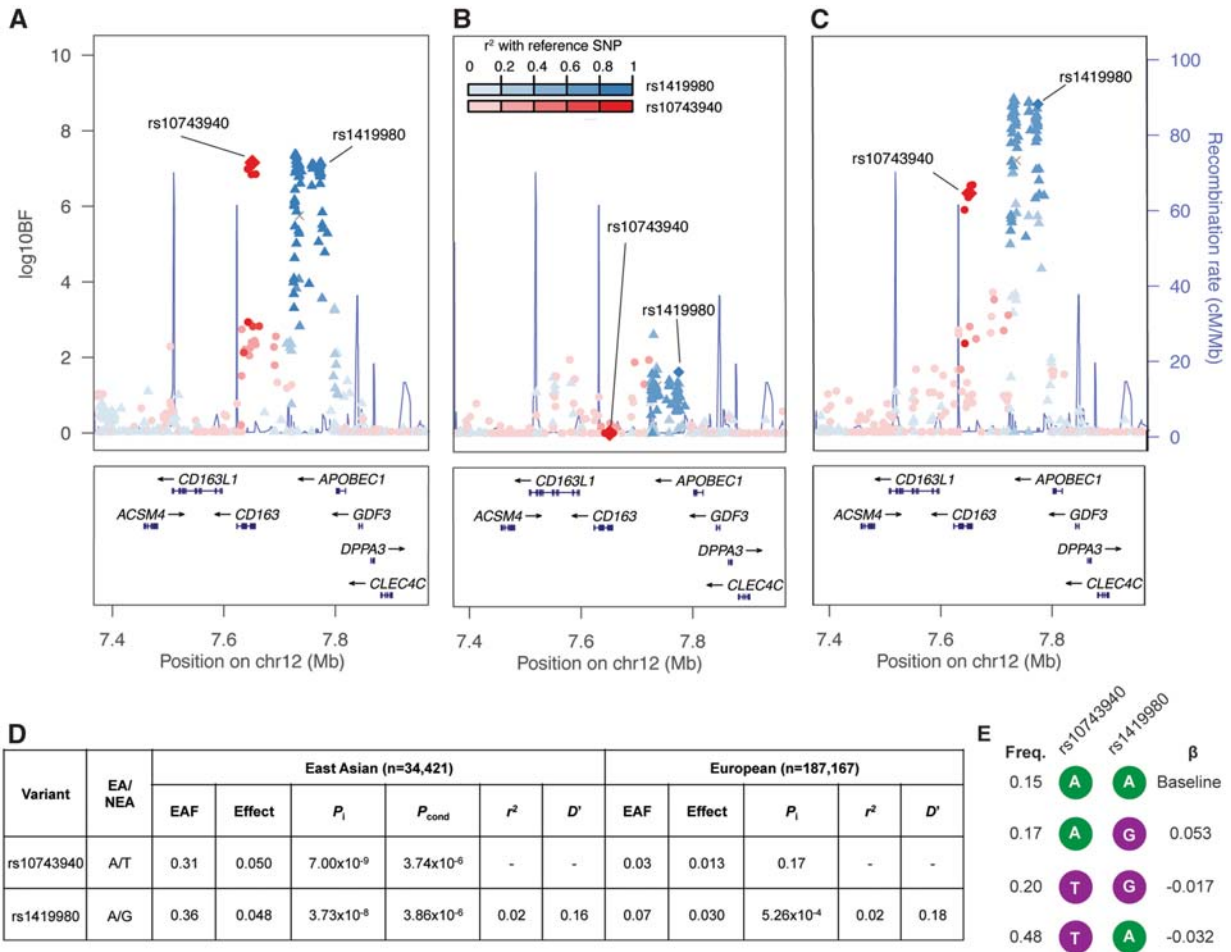 A
B
C
r² with reference SNP
0 0.2 0.4 0.6 0.8 1
rs1419980
rs10743940
10
8
6
4
2
0
log10BF
rs10743940
rs1419980
rs10743940
rs1419980
rs10743940
rs1419980
100
80
60
40
20
0
Recombination rate (cM/Mb)
← CD163L1
← APOBEC1
ACSM4 →
← CD163
← GDF3
DPPA3 →
← CLEC4C
7.4 7.6 7.8
Position on chr12 (Mb)
← CD163L1
← APOBEC1
ACSM4 →
← CD163
← GDF3
DPPA3 →
← CLEC4C
7.4 7.6 7.8
Position on chr12 (Mb)
← CD163L1
← APOBEC1
ACSM4 →
← CD163
← GDF3
DPPA3 →
← CLEC4C
7.4 7.6 7.8
Position on chr12 (Mb)
D
Variant EA/NEA East Asian (n=34,421) European (n=187,167)
EAF Effect Pi Pcond r² D' EAF Effect Pi r² D'
rs10743940 A/T 0.31 0.050 7.00x10⁻⁹ 3.74x10⁻⁶ - - 0.03 0.013 0.17 - -
rs1419980 A/G 0.36 0.048 3.73x10⁻⁸ 3.86x10⁻⁶ 0.02 0.16 0.07 0.030 5.26x10⁻⁴ 0.02 0.18
E
Freq. rs10743940 rs1419980 β
0.15 A A Baseline
0.17 A G 0.053
0.20 T G -0.017
0.48 T A -0.032